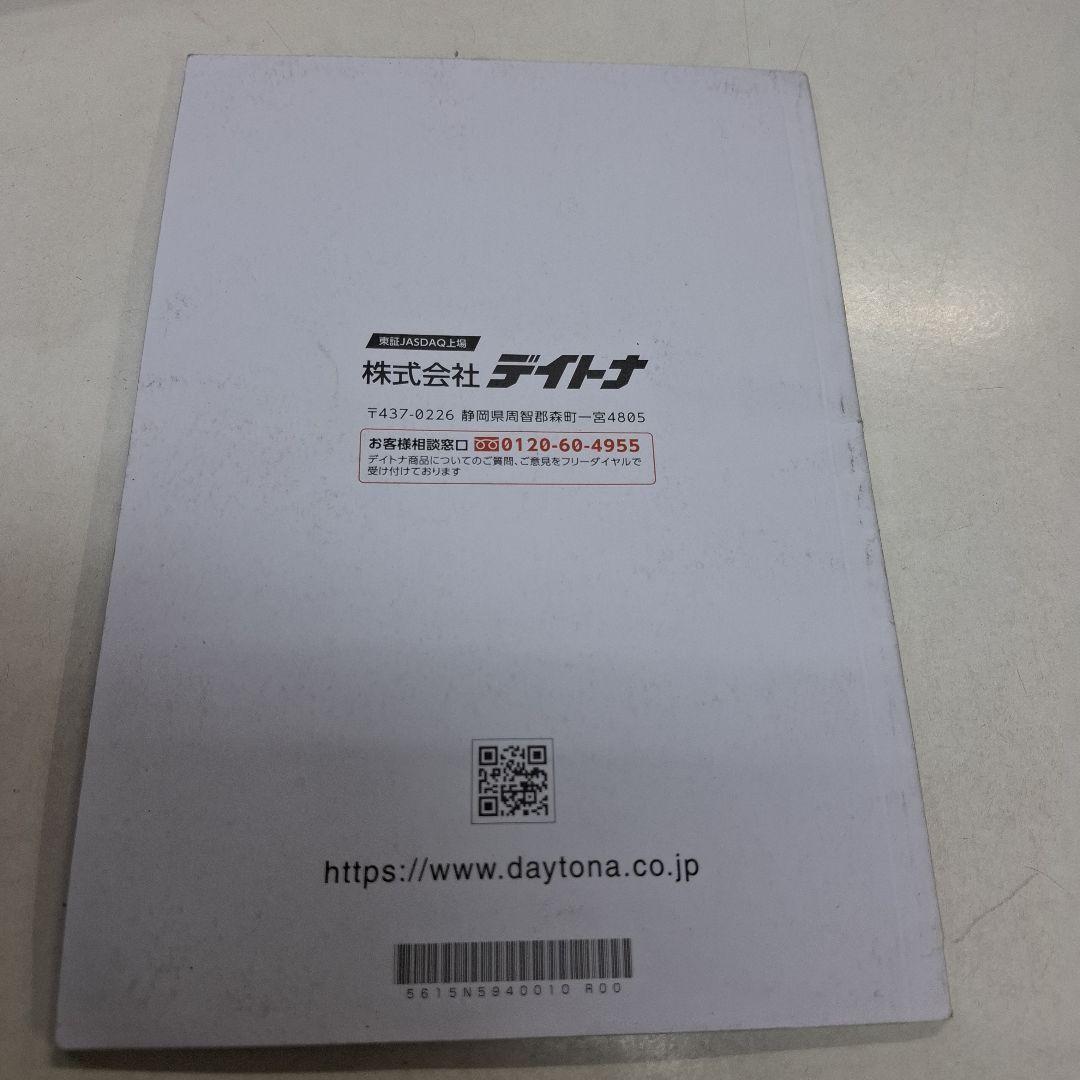 東証JASDAQ上場
株式会社 デイトナ
〒437-0226 静岡県周智郡森町一宮4805
お客様相談窓口 0120-60-4955
デイトナ商品についてのご質問、ご意見をフリーダイヤルで
受け付けております
https://www.daytona.co.jp
5615N5940010 R00